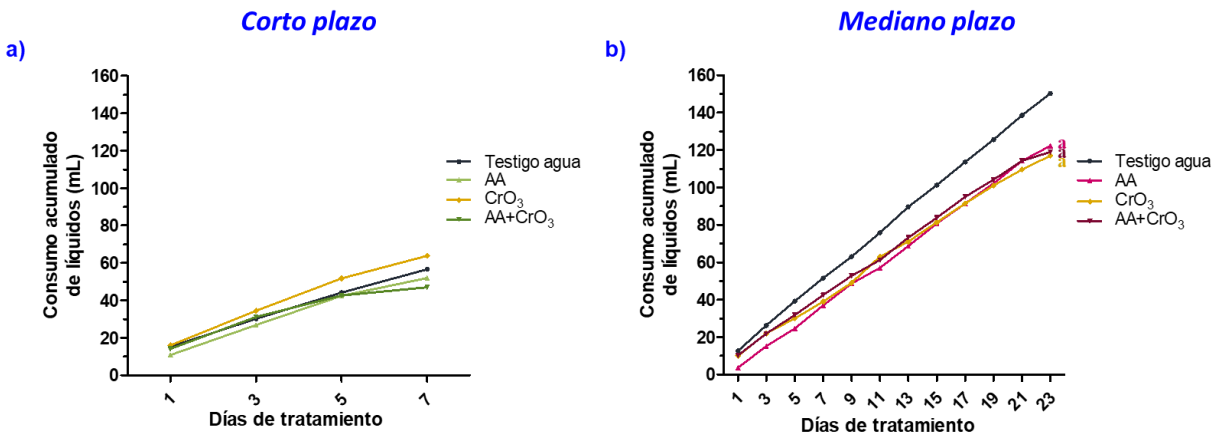 Corto plazo
Mediano plazo
a)
160
140
120
100
80
60
40
20
0
Consumo acumulado
de líquidos (mL)
1
3
5
7
Días de tratamiento
Testigo agua
AA
CrO₃
AA+CrO₃
b)
160
140
120
100
80
60
40
20
0
Consumo acumulado
de líquidos (mL)
1
3
5
7
9
11
13
15
17
19
21
23
Días de tratamiento
a
a
a
Testigo agua
AA
CrO₃
AA+CrO₃